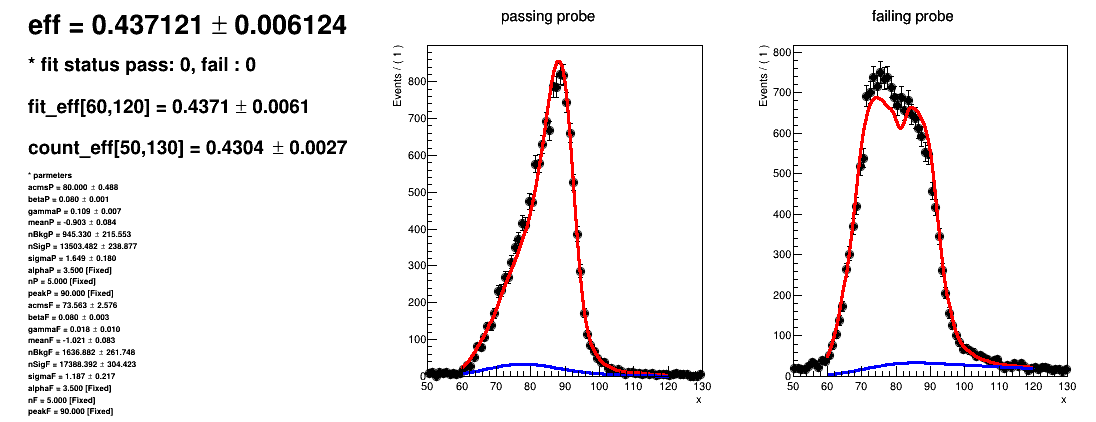 eff = 0.437121 ± 0.006124
* fit status pass: 0, fail : 0
fit_eff[60,120] = 0.4371 ± 0.0061
count_eff[50,130] = 0.4304 ± 0.0027
* parmeters
acmsP = 80.000 ± 0.488
betaP = 0.080 ± 0.001
gammaP = 0.109 ± 0.007
meanP = -0.903 ± 0.084
nBkgP = 945.330 ± 215.553
nSigP = 13503.482 ± 238.877
sigmaP = 1.649 ± 0.180
alphaP = 3.500 [Fixed]
nP = 5.000 [Fixed]
peakP = 90.000 [Fixed]
acmsF = 73.563 ± 2.576
betaF = 0.080 ± 0.003
gammaF = 0.018 ± 0.010
meanF = -1.021 ± 0.083
nBkgF = 1636.882 ± 261.748
nSigF = 17388.392 ± 304.423
sigmaF = 1.187 ± 0.217
alphaF = 3.500 [Fixed]
nF = 5.000 [Fixed]
peakF = 90.000 [Fixed]
passing probe
Events / ( 1 )
800
700
600
500
400
300
200
100
0
50 60 70 80 90 100 110 120 130
x
failing probe
Events / ( 1 )
800
700
600
500
400
300
200
100
0
50 60 70 80 90 100 110 120 130
x